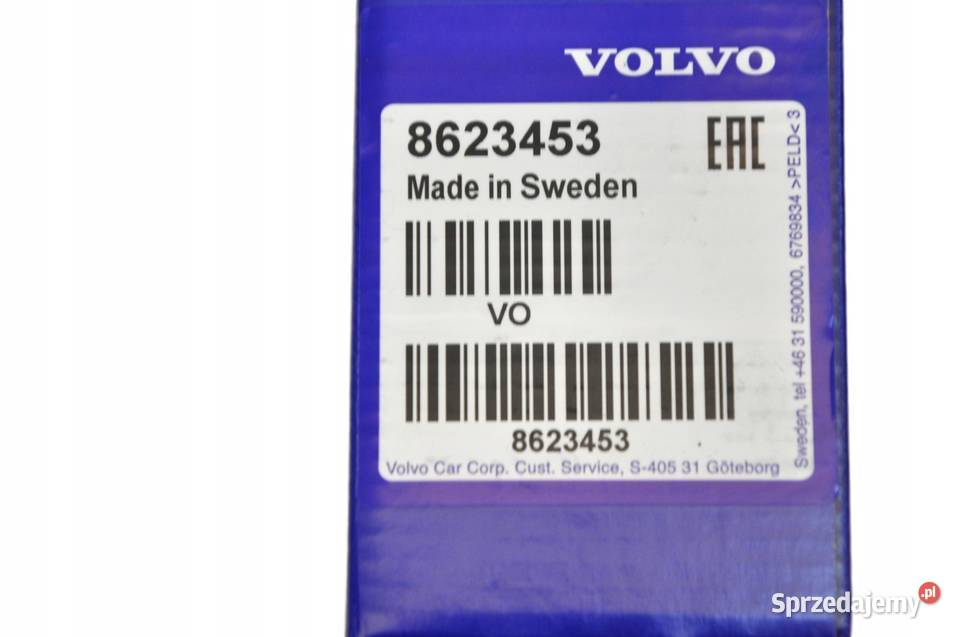 VOLVO
8623453
EAC
Made in Sweden
VO
8623453
Volvo Car Corp. Cust. Service, S-405 31 Göteborg
Sweden, tel +46 31 590000, 6769834 >PELD< 3
Sprzedajemy.pl